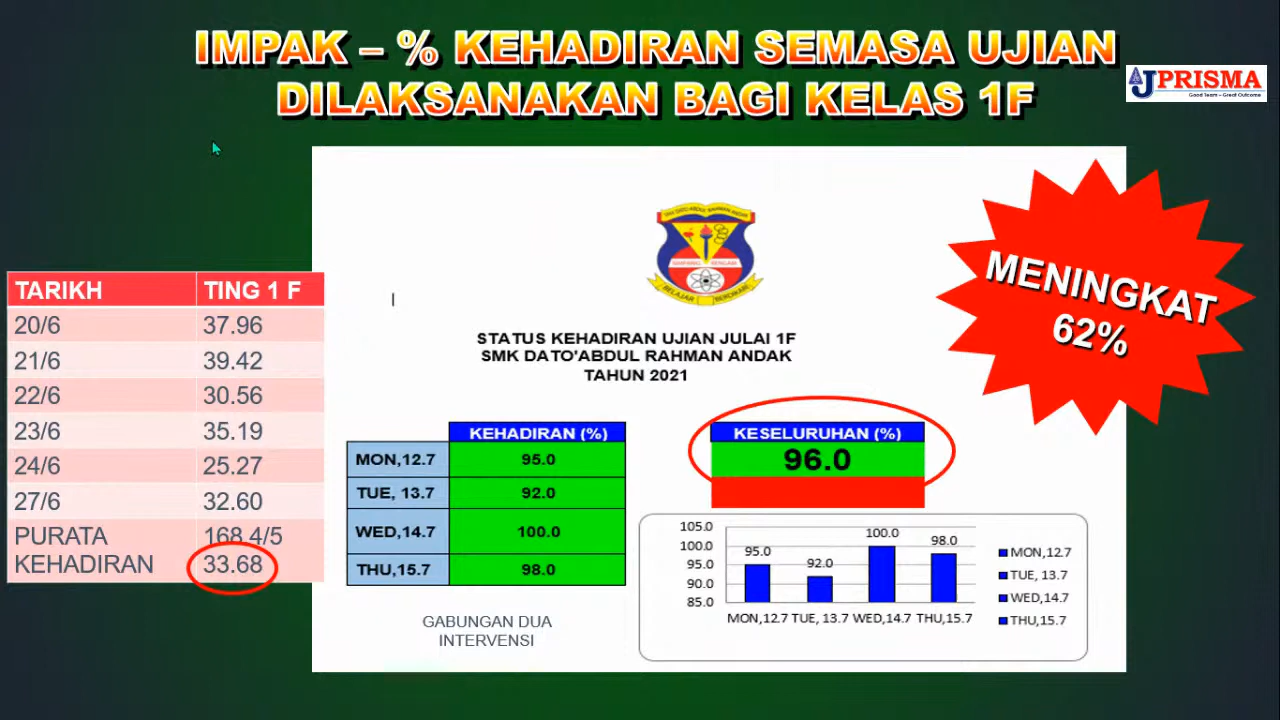 IMPAK – % KEHADIRAN SEMASA UJIAN
DILAKSANAKAN BAGI KELAS 1F
JPRISMA
Good Team – Great Outcome
TARIKH TING 1 F
20/6 37.96
21/6 39.42
22/6 30.56
23/6 35.19
24/6 25.27
27/6 32.60
PURATA 168.4/5
KEHADIRAN 33.68
BELAJAR BERDIKARI
STATUS KEHADIRAN UJIAN JULAI 1F
SMK DATO'ABDUL RAHMAN ANDAK
TAHUN 2021
KEHADIRAN (%)
MON,12.7 95.0
TUE, 13.7 92.0
WED,14.7 100.0
THU,15.7 98.0
GABUNGAN DUA
INTERVENSI
KESELURUHAN (%)
96.0
105.0
100.0
95.0
90.0
85.0
95.0
92.0
100.0
98.0
MON,12.7 TUE, 13.7 WED,14.7 THU,15.7
MON,12.7
TUE, 13.7
WED,14.7
THU,15.7
MENINGKAT
62%